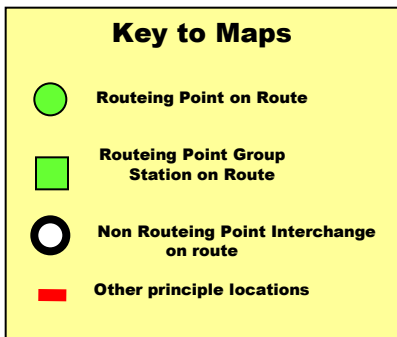 Key to Maps
Routeing Point on Route
Routeing Point Group
Station on Route
Non Routeing Point Interchange
on route
Other principle locations